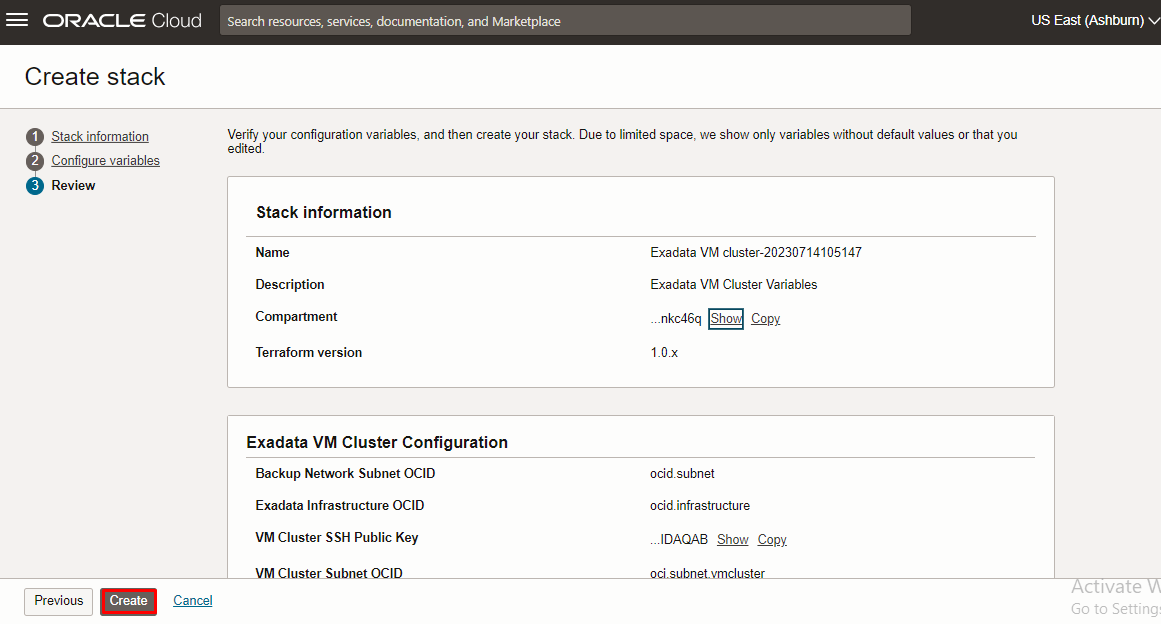 ORACLE Cloud
Search resources, services, documentation, and Marketplace
US East (Ashburn)
Create stack
1 Stack information
2 Configure variables
3 Review
Verify your configuration variables, and then create your stack. Due to limited space, we show only variables without default values or that you
edited.
Stack information
Name Exadata VM cluster-20230714105147
Description Exadata VM Cluster Variables
Compartment ...nkc46q Show Copy
Terraform version 1.0.x
Exadata VM Cluster Configuration
Backup Network Subnet OCID ocid.subnet
Exadata Infrastructure OCID ocid.infrastructure
VM Cluster SSH Public Key ...IDAQAB Show Copy
VM Cluster Subnet OCID oci.subnet.vmcluster
Previous Create Cancel
Activate W
Go to Settings